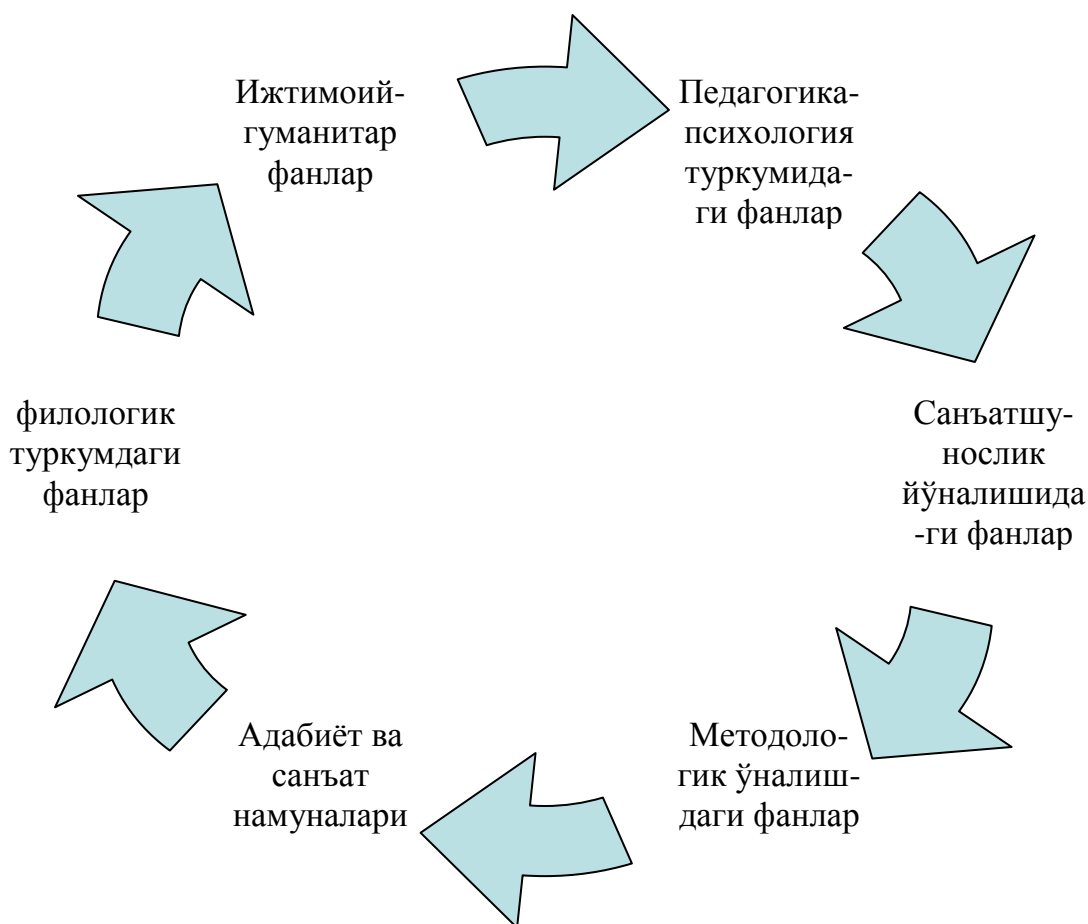 Ижтимоий-
гуманитар
фанлар
Педагогика-
психология
туркумида-
ги фанлар
Санъатшу-
нослик
йўналишида
-ги фанлар
Методоло-
гик ўналиш-
даги фанлар
Адабиёт ва
санъат
намуналари
филологик
туркумдаги
фанлар